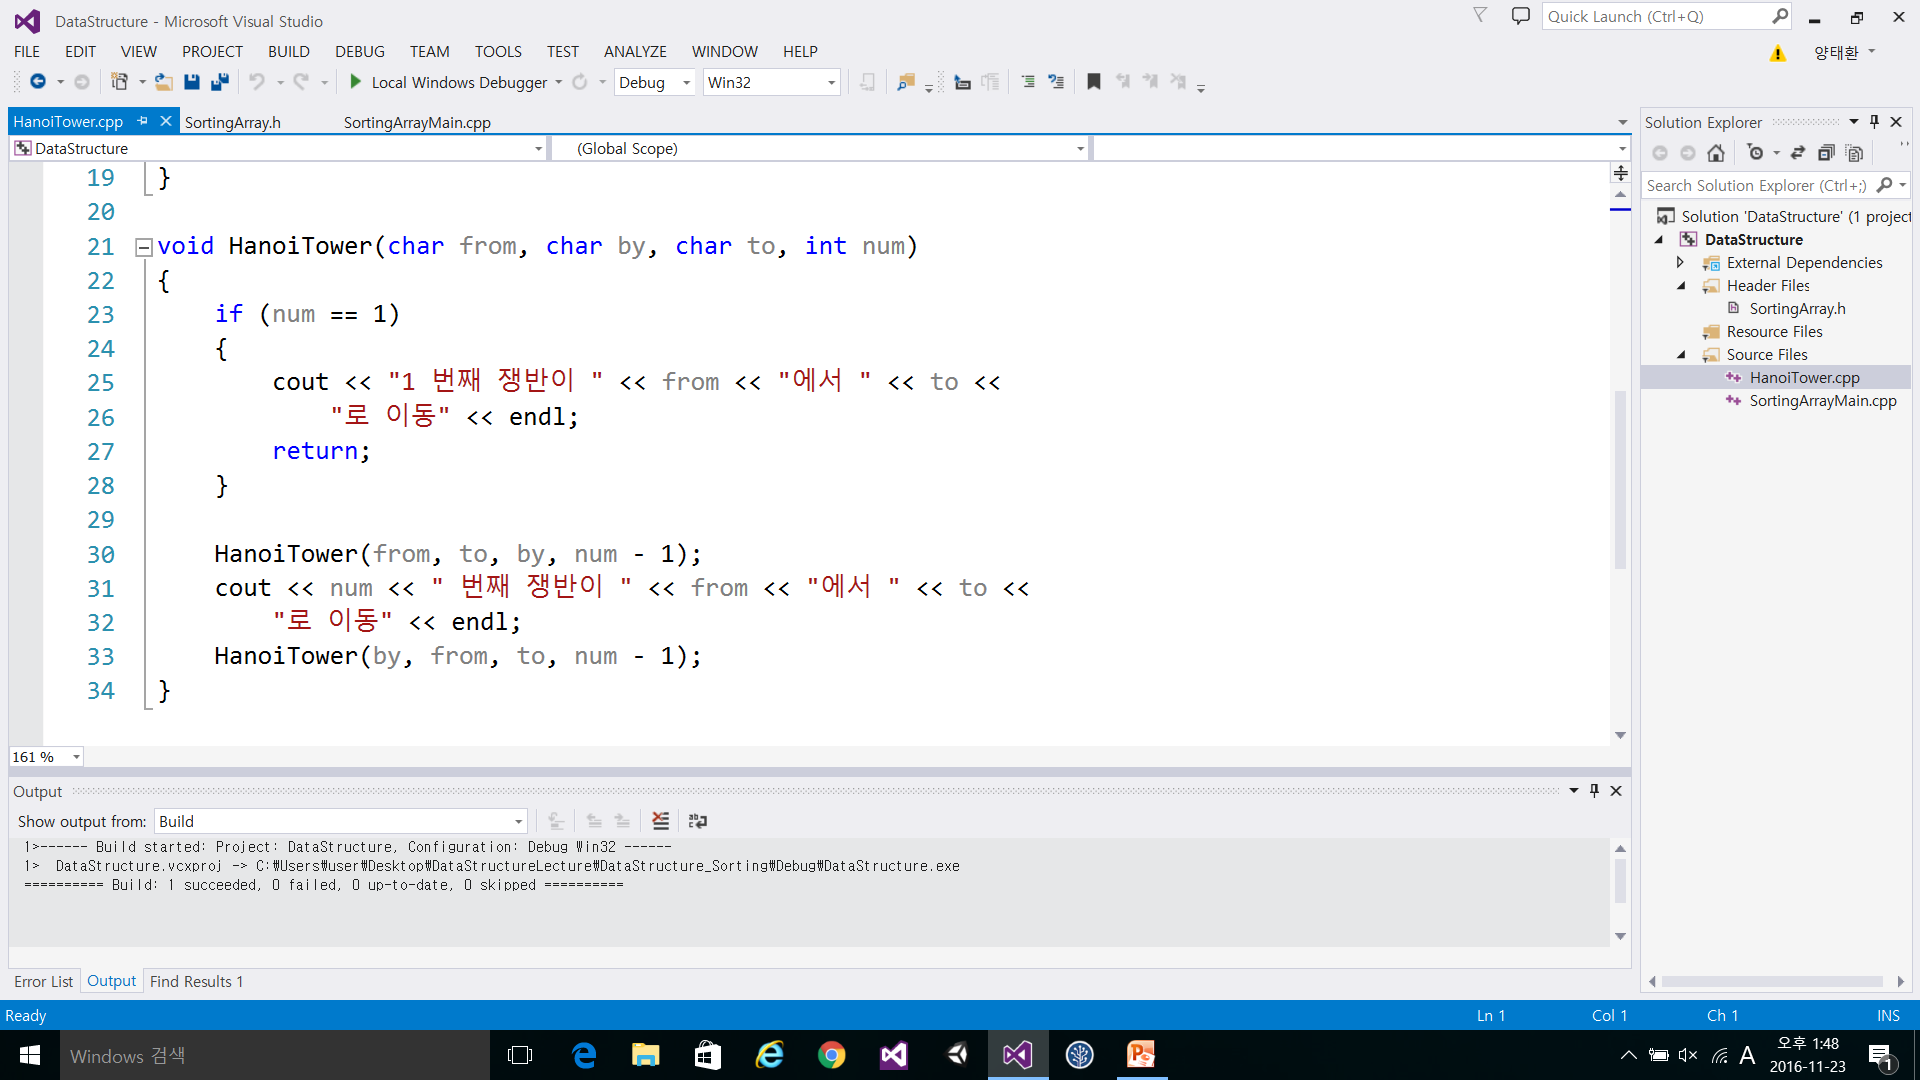 DataStructure - Microsoft Visual Studio
Quick Launch (Ctrl+Q)
FILE EDIT VIEW PROJECT BUILD DEBUG TEAM TOOLS TEST ANALYZE WINDOW HELP
양태환
Local Windows Debugger Debug Win32
HanoiTower.cpp SortingArray.h SortingArrayMain.cpp
DataStructure (Global Scope)
19 }
20
21 void HanoiTower(char from, char by, char to, int num)
22 {
23 if (num == 1)
24 {
25 cout << "1 번째 쟁반이 " << from << "에서 " << to <<
26 "로 이동" << endl;
27 return;
28 }
29
30 HanoiTower(from, to, by, num - 1);
31 cout << num << " 번째 쟁반이 " << from << "에서 " << to <<
32 "로 이동" << endl;
33 HanoiTower(by, from, to, num - 1);
34 }
161 %
Output
Show output from: Build
1>------ Build started: Project: DataStructure, Configuration: Debug Win32 ------
1> DataStructure.vcxproj -> C:₩Users₩user₩Desktop₩DataStructureLecture₩DataStructure_Sorting₩Debug₩DataStructure.exe
========== Build: 1 succeeded, 0 failed, 0 up-to-date, 0 skipped ==========
Error List Output Find Results 1
Solution Explorer
Search Solution Explorer (Ctrl+;)
Solution 'DataStructure' (1 project
DataStructure
External Dependencies
Header Files
SortingArray.h
Resource Files
Source Files
HanoiTower.cpp
SortingArrayMain.cpp
Ready Ln 1 Col 1 Ch 1 INS
Windows 검색
A
오후 1:48
2016-11-23
1